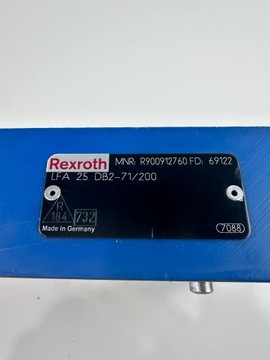 Rexroth MNR: R900912760 FD: 69122
LFA 25 DB2-71/200
R
184 732
Made in Germany
7088